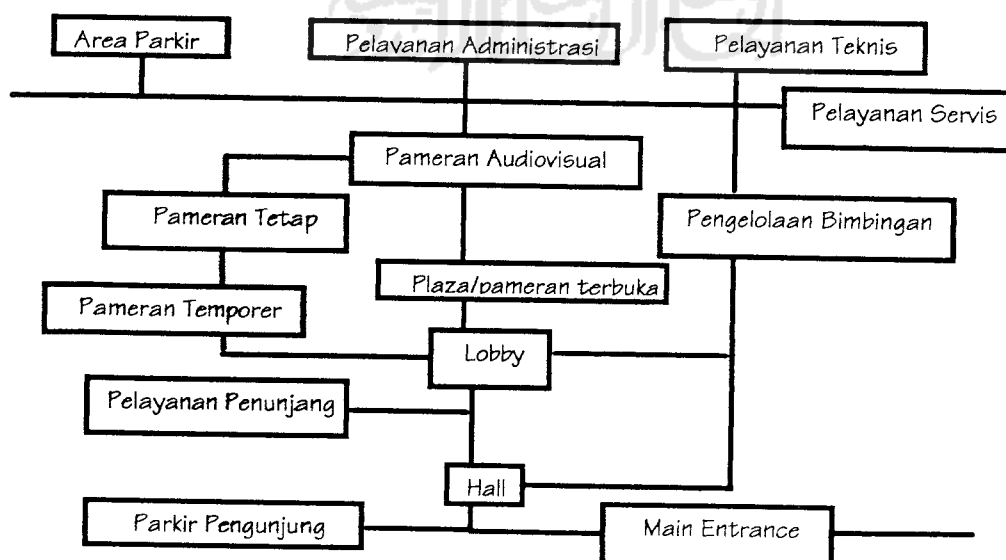 Area Parkir
Pelayanan Administrasi
Pelayanan Teknis
Pelayanan Servis
Pameran Audiovisual
Pameran Tetap
Pengelolaan Bimbingan
Plaza/pameran terbuka
Pameran Temporer
Lobby
Pelayanan Penunjang
Hall
Parkir Pengunjung
Main Entrance